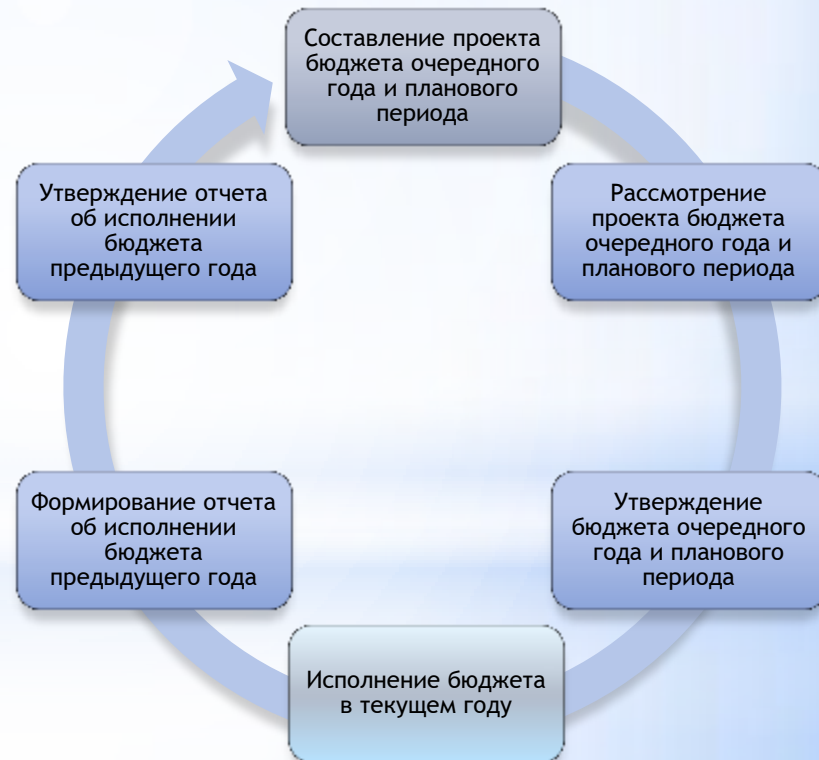 Составление проекта
бюджета очередного
года и планового
периода
Рассмотрение
проекта бюджета
очередного года и
планового периода
Утверждение
бюджета очередного
года и планового
периода
Исполнение бюджета
в текущем году
Формирование отчета
об исполнении
бюджета
предыдущего года
Утверждение отчета
об исполнении
бюджета
предыдущего года